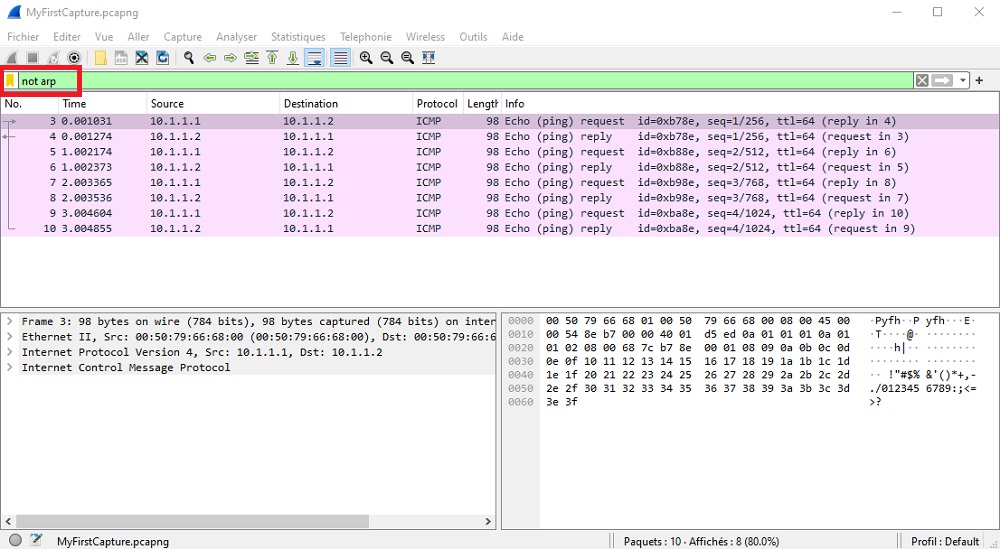 MyFirstCapture.pcapng
Fichier Editer Vue Aller Capture Analyser Statistiques Telephonie Wireless Outils Aide
not arp
No. Time Source Destination Protocol Length Info
3 0.001031 10.1.1.1 10.1.1.2 ICMP 98 Echo (ping) request id=0xb78e, seq=1/256, ttl=64 (reply in 4)
4 0.001274 10.1.1.2 10.1.1.1 ICMP 98 Echo (ping) reply id=0xb78e, seq=1/256, ttl=64 (request in 3)
5 1.002174 10.1.1.1 10.1.1.2 ICMP 98 Echo (ping) request id=0xb88e, seq=2/512, ttl=64 (reply in 6)
6 1.002373 10.1.1.2 10.1.1.1 ICMP 98 Echo (ping) reply id=0xb88e, seq=2/512, ttl=64 (request in 5)
7 2.003365 10.1.1.1 10.1.1.2 ICMP 98 Echo (ping) request id=0xb98e, seq=3/768, ttl=64 (reply in 8)
8 2.003536 10.1.1.2 10.1.1.1 ICMP 98 Echo (ping) reply id=0xb98e, seq=3/768, ttl=64 (request in 7)
9 3.004604 10.1.1.1 10.1.1.2 ICMP 98 Echo (ping) request id=0xba8e, seq=4/1024, ttl=64 (reply in 10)
10 3.004855 10.1.1.2 10.1.1.1 ICMP 98 Echo (ping) reply id=0xba8e, seq=4/1024, ttl=64 (request in 9)
Frame 3: 98 bytes on wire (784 bits), 98 bytes captured (784 bits) on inter
Ethernet II, Src: 00:50:79:66:68:00 (00:50:79:66:68:00), Dst: 00:50:79:66:6
Internet Protocol Version 4, Src: 10.1.1.1, Dst: 10.1.1.2
Internet Control Message Protocol
0000 00 50 79 66 68 01 00 50 79 66 68 00 08 00 45 00 ·Pyfh··P yfh···E·
0010 00 54 8e b7 00 00 40 01 d5 ed 0a 01 01 01 0a 01 ·T····@· ········
0020 01 02 08 00 68 7c b7 8e 00 01 08 09 0a 0b 0c 0d ····h|·· ········
0030 0e 0f 10 11 12 13 14 15 16 17 18 19 1a 1b 1c 1d ········ ········
0040 1e 1f 20 21 22 23 24 25 26 27 28 29 2a 2b 2c 2d ·· !"#$% &'()*+,-
0050 2e 2f 30 31 32 33 34 35 36 37 38 39 3a 3b 3c 3d ./012345 6789:;<=
0060 3e 3f >?
MyFirstCapture.pcapng Paquets : 10 · Affichés : 8 (80.0%) Profil : Default